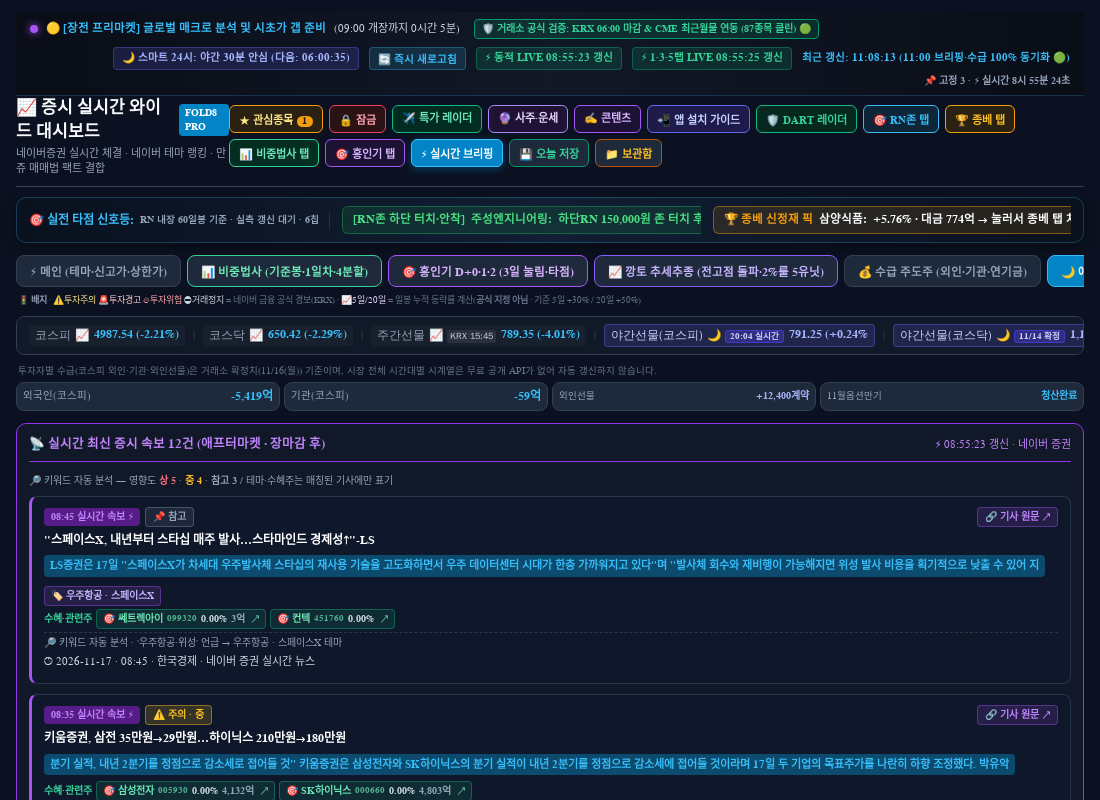 🟡 [장전 프리마켓] 글로벌 매크로 분석 및 시초가 갭 준비 (09:00 개장까지 0시간 5분) 🛡️ 거래소 공식 검증: KRX 06:00 마감 & CME 최근월물 연동 (87종목 클린) 🟢
🌙 스마트 24시: 야간 30분 안심 (다음: 06:00:35) 🔄 즉시 새로고침 ⚡ 동적 LIVE 08:55:23 갱신 ⚡ 1·3·5탭 LIVE 08:55:25 갱신 최근 갱신: 11:08:13 (11:00 브리핑·수급 100% 동기화 🟢)
📌 고정 3 · ⚡ 실시간 8시 55분 24초
📈 증시 실시간 와이드 대시보드
FOLD8 PRO
★ 관심종목 1 🔒 잠금 ✈️ 특가 레이더 🔮 사주·운세 ✍️ 콘텐츠 📲 앱 설치 가이드 🛡️ DART 레이더 🎯 RN존 탭 🏆 종베 탭
네이버증권 실시간 체결 · 네이버 테마 랭킹 · 만쥬 매매법 팩트 결합
📊 비중법사 탭 🎯 홍인기 탭 ⚡ 실시간 브리핑 💾 오늘 저장 📁 보관함
🎯 실전 타점 신호등: RN 내장 60일봉 기준 · 실측 갱신 대기 · 6칩 [RN존 하단 터치·안착] 주성엔지니어링: 하단RN 150,000원 존 터치 후 🏆 종베 신정재 픽 삼양식품: +5.76% · 대금 774억 → 눌러서 종베 탭
⚡ 메인 (테마·신고가·상한가) 📊 비중법사 (기준봉·1일차·4분할) 🎯 홍인기 D+0·1·2 (3일 눌림·타점) 📈 깡토 추세추종 (전고점 돌파·2%룰 5유닛) 💰 수급 주도주 (외인·기관·연기금) 🌙
🚦 배지 · ⚠️투자주의 🚨투자경고 ⊘투자위험 ⛔거래정지 = 네이버 금융 공식 경보(KRX) · 📈5일/20일 = 일봉 누적 등락률 계산(공식 지정 아님 · 기준 5일 +30% / 20일 +50%)
코스피 📈 4987.54 (-2.21%) | 코스닥 📈 650.42 (-2.29%) | 주간선물 📈 KRX 15:45 789.35 (-4.01%) | 야간선물(코스피) 🌙 20:04 실시간 791.25 (+0.24% | 야간선물(코스닥) 🌙 11/14 확정
투자자별 수급(코스피 외인·기관·외인선물)은 거래소 확정치(11/16(월)) 기준이며, 시장 전체 시간대별 시계열은 무료 공개 API가 없어 자동 갱신하지 않습니다.
외국인(코스피) -5,419억 기관(코스피) -59억 외인선물 +12,400계약 11월옵션만기 청산완료
📡 실시간 최신 증시 속보 12건 (애프터마켓 · 장마감 후) ⚡ 08:55:23 갱신 · 네이버 증권
🔎 키워드 자동 분석 — 영향도 상 5 · 중 4 · 참고 3 / 테마·수혜주는 매칭된 기사에만 표기
08:45 실시간 속보 ⚡ 📌 참고 🔗 기사 원문 ↗
"스페이스X, 내년부터 스타십 매주 발사…스타마인드 경제성↑"-LS
LS증권은 17일 "스페이스X가 차세대 우주발사체 스타십의 재사용 기술을 고도화하면서 우주 데이터센터 시대가 한층 가까워지고 있다"며 "발사체 회수와 재비행이 가능해지면 위성 발사 비용을 획기적으로 낮출 수 있어 지
🏷️ 우주항공 · 스페이스X
수혜·관련주 🎯 쎄트렉아이 099320 0.00% 3억 ↗ 🎯 컨텍 451760 0.00% ↗
🔎 키워드 자동 분석 · '우주항공·위성' 언급 → 우주항공 · 스페이스X 테마
⏱ 2026-11-17 · 08:45 · 한국경제 · 네이버 증권 실시간 뉴스
08:35 실시간 속보 ⚡ ⚠️ 주의 · 중 🔗 기사 원문 ↗
키움증권, 삼전 35만원→29만원…하이닉스 210만원→180만원
분기 실적, 내년 2분기를 정점으로 감소세로 접어들 것" 키움증권은 삼성전자와 SK하이닉스의 분기 실적이 내년 2분기를 정점으로 감소세에 접어들 것이라며 17일 두 기업의 목표주가를 나란히 하향 조정했다. 박유악
수혜·관련주 🎯 삼성전자 005930 0.00% 4,132억 ↗ 🎯 SK하이닉스 000660 0.00% 4,803억 ↗